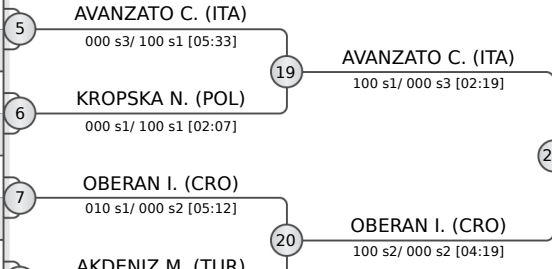 AVANZATO C. (ITA)
5
000 s3/ 100 s1 [05:33]
19
AVANZATO C. (ITA)
100 s1/ 000 s3 [02:19]
KROPSKA N. (POL)
6
000 s1/ 100 s1 [02:07]
OBERAN I. (CRO)
7
010 s1/ 000 s2 [05:12]
20
OBERAN I. (CRO)
100 s2/ 000 s2 [04:19]
AKDENIZ M. (TUR)